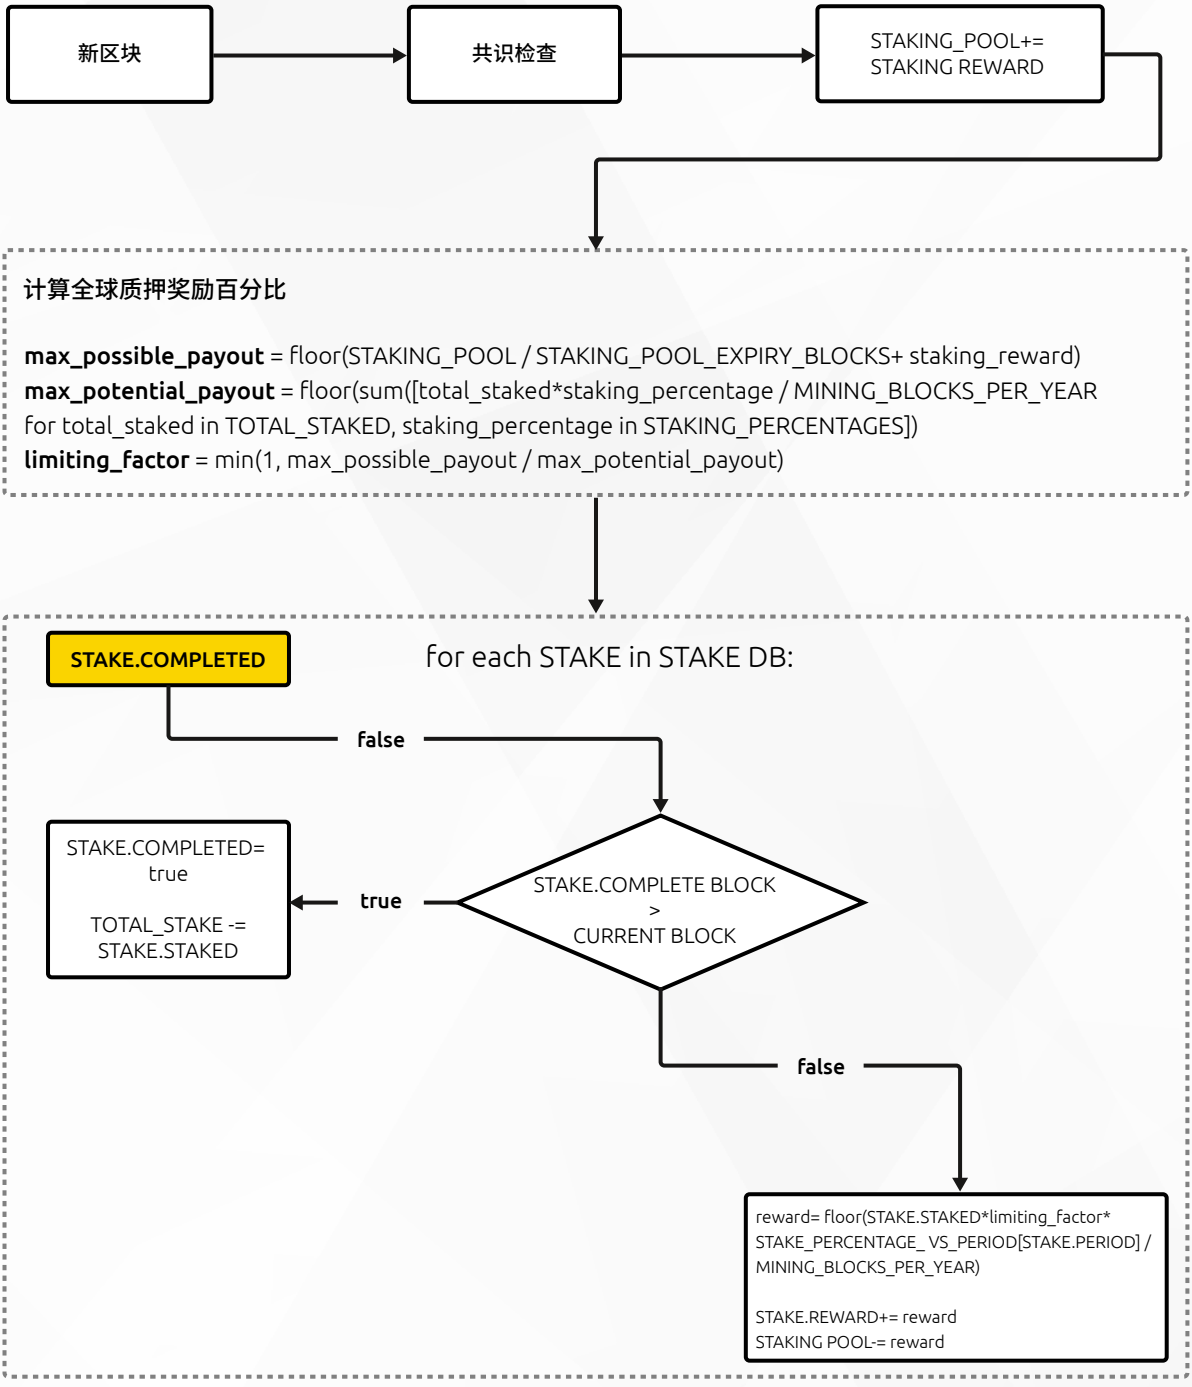 新区块
共识检查
STAKING_POOL+=
STAKING REWARD
计算全球质押奖励百分比
max_possible_payout = floor(STAKING_POOL / STAKING_POOL_EXPIRY_BLOCKS+ staking_reward)
max_potential_payout = floor(sum([total_staked*staking_percentage / MINING_BLOCKS_PER_YEAR
for total_staked in TOTAL_STAKED, staking_percentage in STAKING_PERCENTAGES])
limiting_factor = min(1, max_possible_payout / max_potential_payout)
STAKE.COMPLETED
for each STAKE in STAKE DB:
false
STAKE.COMPLETED=
true
TOTAL_STAKE -=
STAKE.STAKED
true
STAKE.COMPLETE BLOCK
>
CURRENT BLOCK
false
reward= floor(STAKE.STAKED*limiting_factor*
STAKE_PERCENTAGE_ VS_PERIOD[STAKE.PERIOD] /
MINING_BLOCKS_PER_YEAR)
STAKE.REWARD+= reward
STAKING POOL-= reward